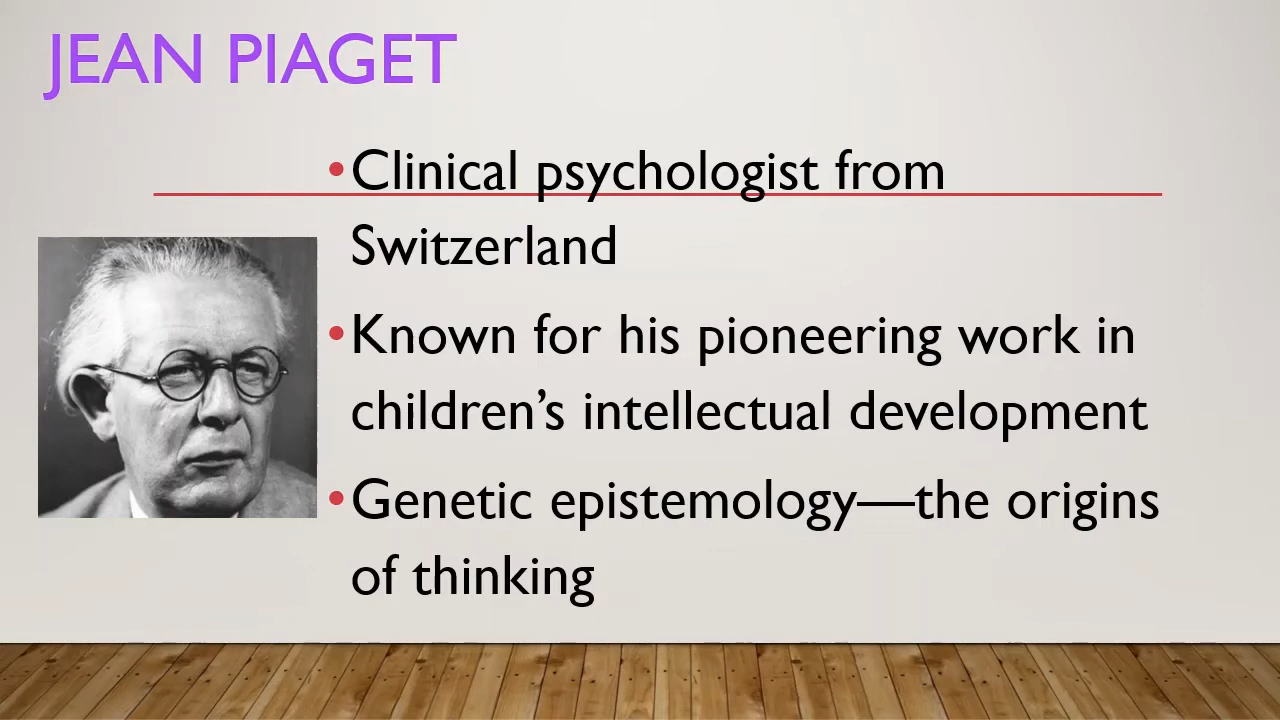 JEAN PIAGET
•Clinical psychologist from
Switzerland
•Known for his pioneering work in
children’s intellectual development
•Genetic epistemology—the origins
of thinking